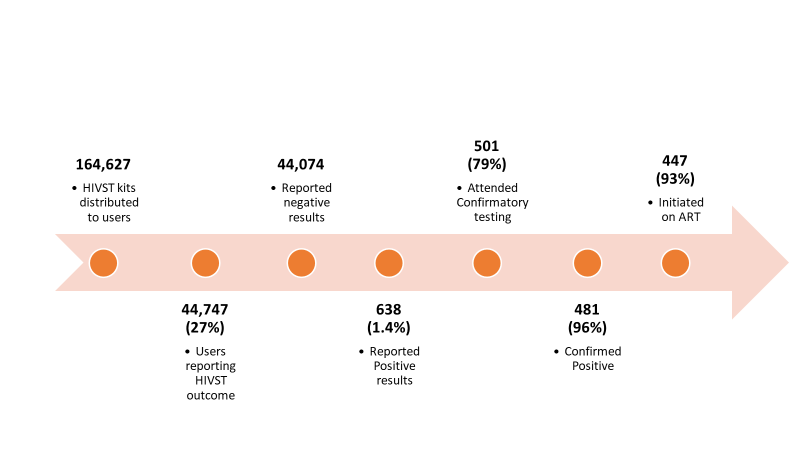 164,627
• HIVST kits
distributed
to users
44,747
(27%)
• Users
reporting
HIVST
outcome
44,074
• Reported
negative
results
638
(1.4%)
• Reported
Positive
results
501
(79%)
• Attended
Confirmatory
testing
481
(96%)
• Confirmed
Positive
447
(93%)
• Initiated
on ART